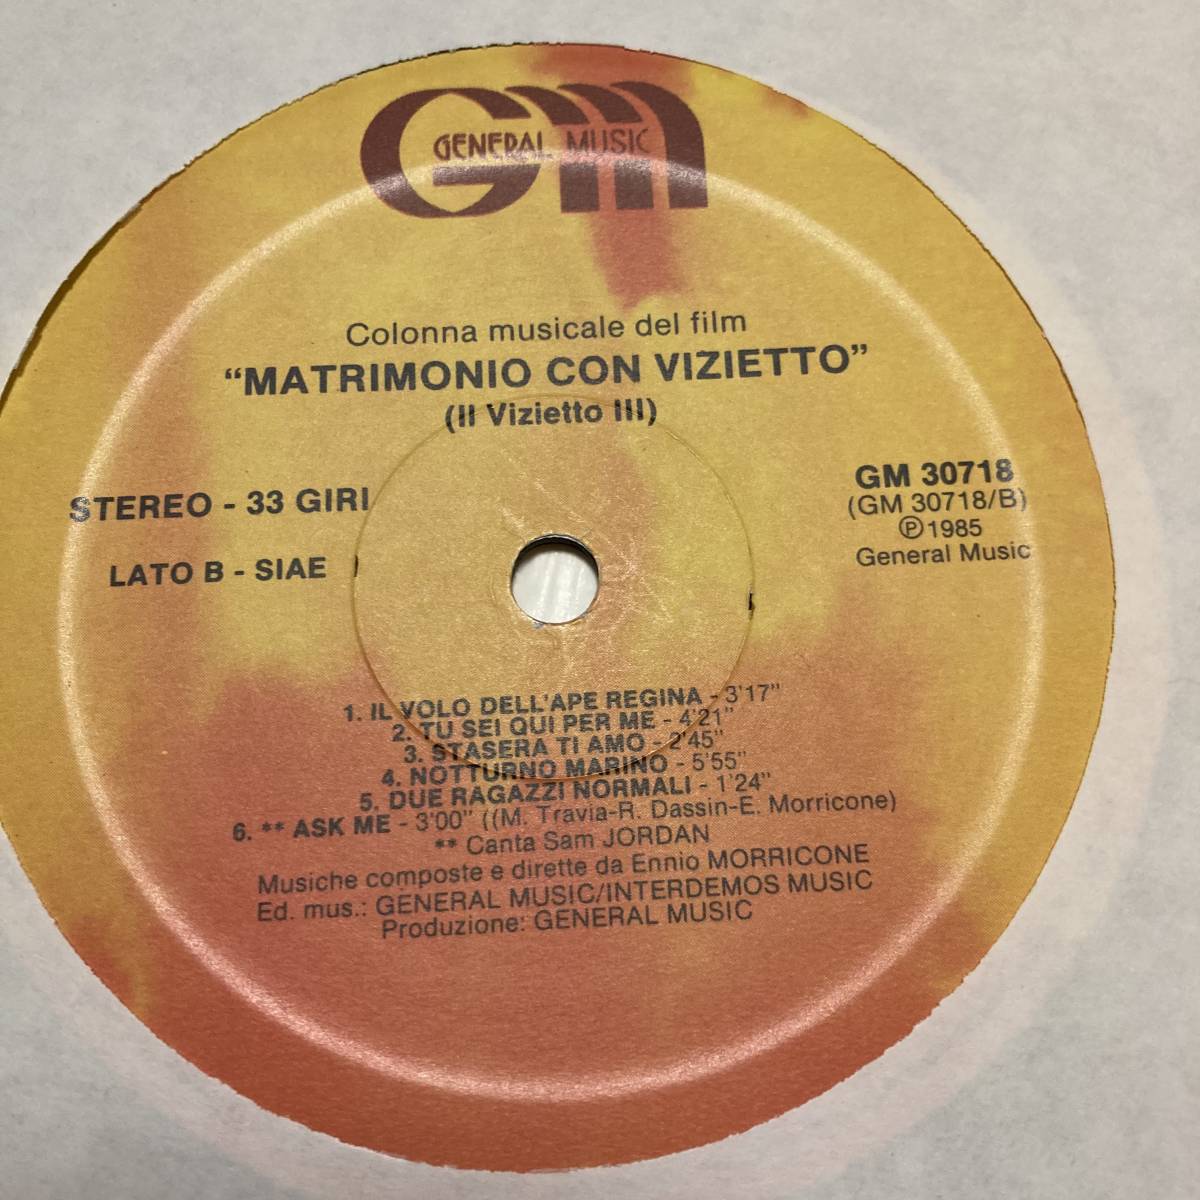 GENERAL MUSIC
Colonna musicale del film
“MATRIMONIO CON VIZIETTO”
(Il Vizietto III)
STEREO - 33 GIRI
LATO B - SIAE
GM 30718
(GM 30718/B)
℗ 1985
General Music
1. IL VOLO DELL'APE REGINA - 3'17"
2. TU SEI QUI PER ME - 4'21"
3. STASERA TI AMO - 2'45"
4. NOTTURNO MARINO - 5'55"
5. DUE RAGAZZI NORMALI - 1'24"
6. ** ASK ME - 3'00" ((M. Travia-R. Dassin-E. Morricone)
** Canta Sam JORDAN
Musiche composte e dirette da Ennio MORRICONE
Ed. mus.: GENERAL MUSIC/INTERDEMOS MUSIC
Produzione: GENERAL MUSIC